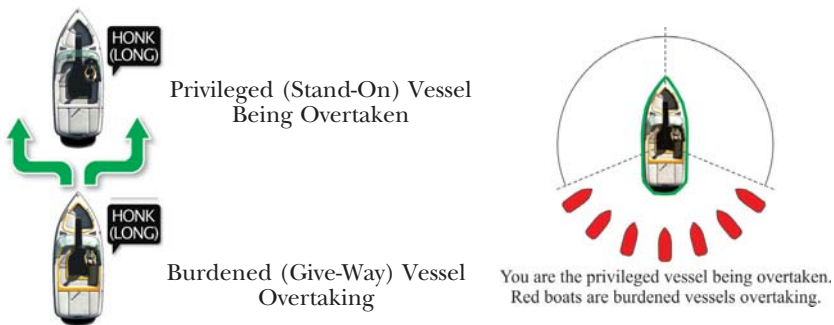 HONK
(LONG)
Privileged (Stand-On) Vessel
Being Overtaken
HONK
(LONG)
Burdened (Give-Way) Vessel
Overtaking
You are the privileged vessel being overtaken.
Red boats are burdened vessels overtaking.